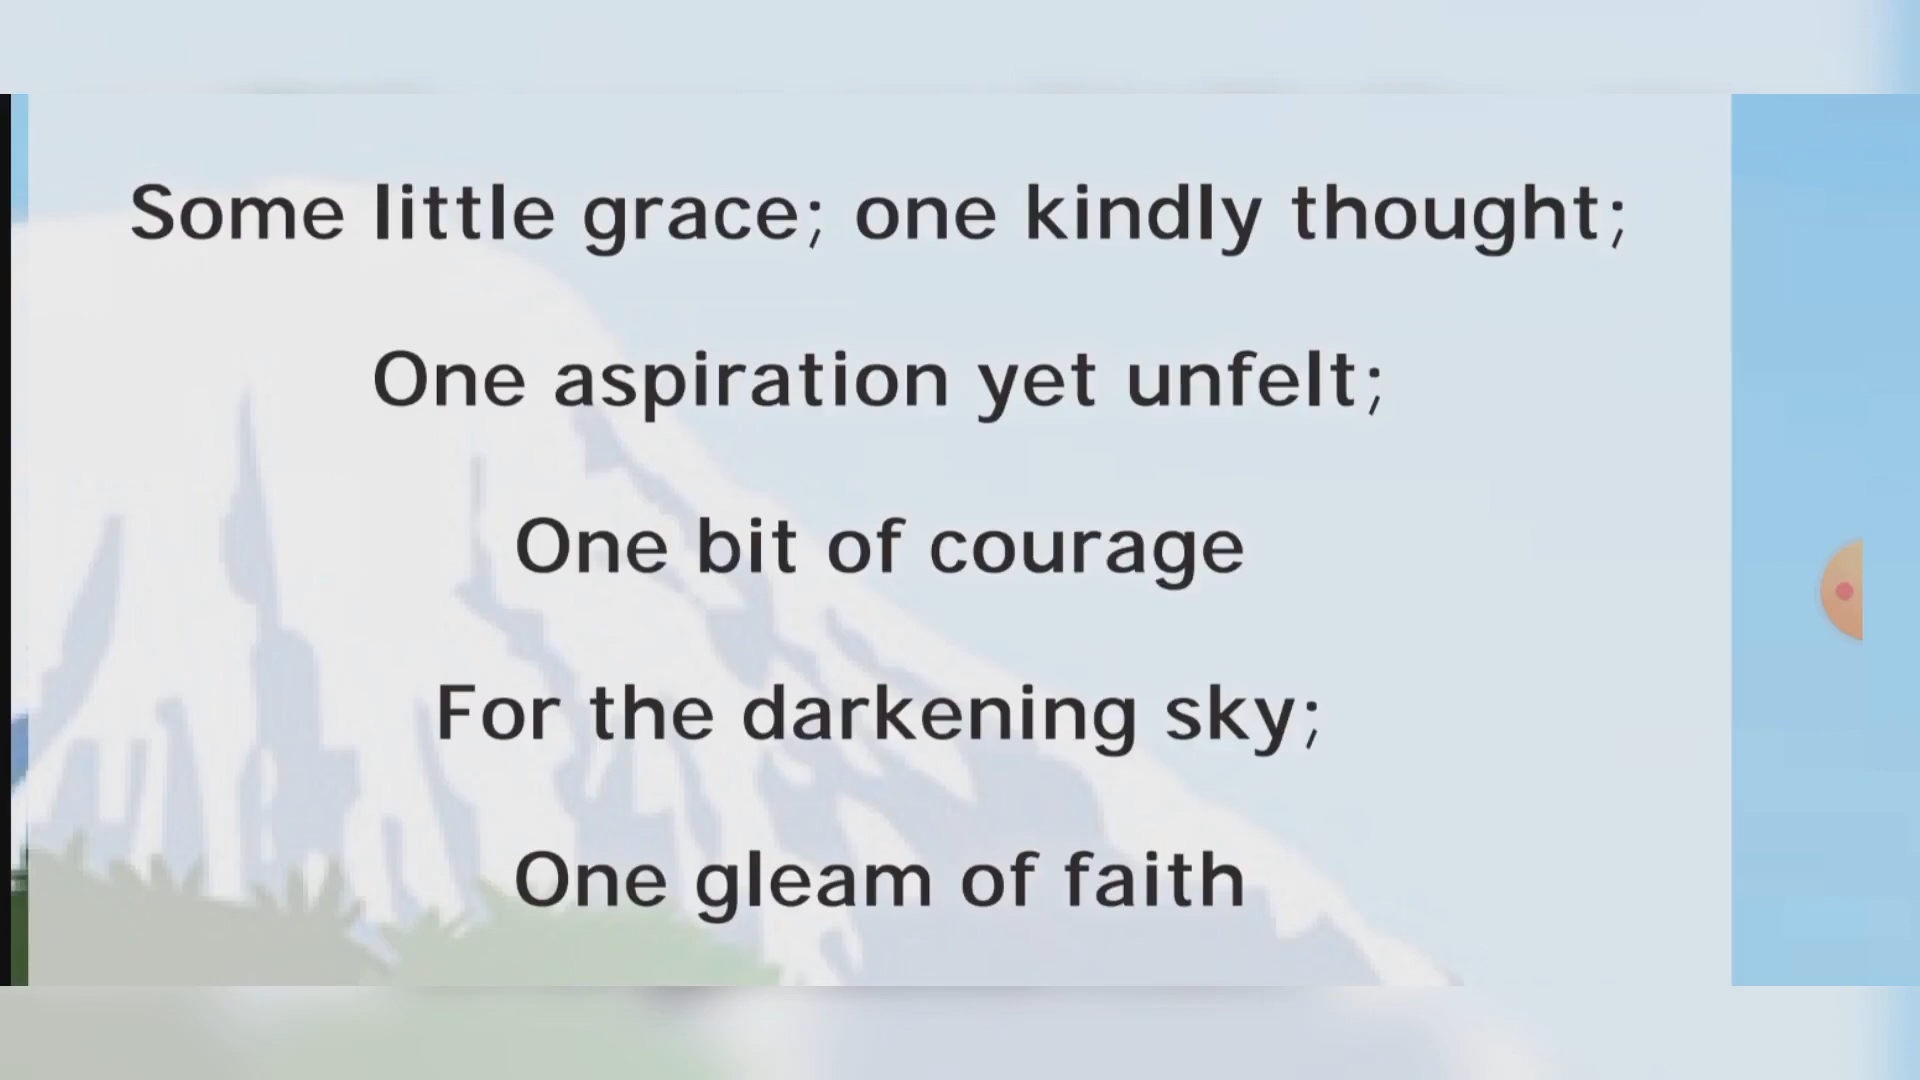 Some little grace; one kindly thought;
One aspiration yet unfelt;
One bit of courage
For the darkening sky;
One gleam of faith